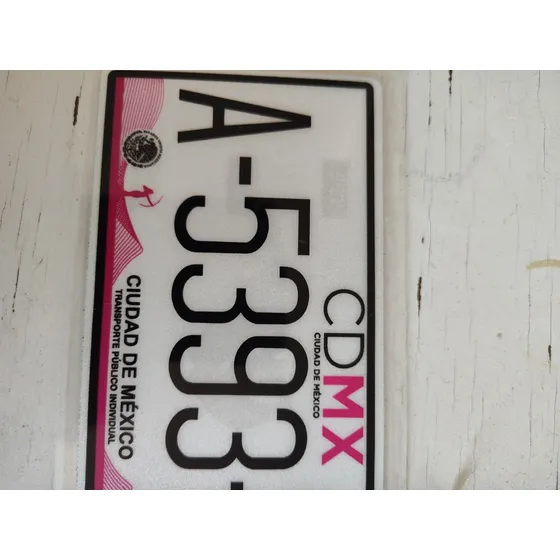 CDMX
CIUDAD DE MÉXICO
A-5393-
CIUDAD DE MÉXICO
TRANSPORTE PÚBLICO INDIVIDUAL